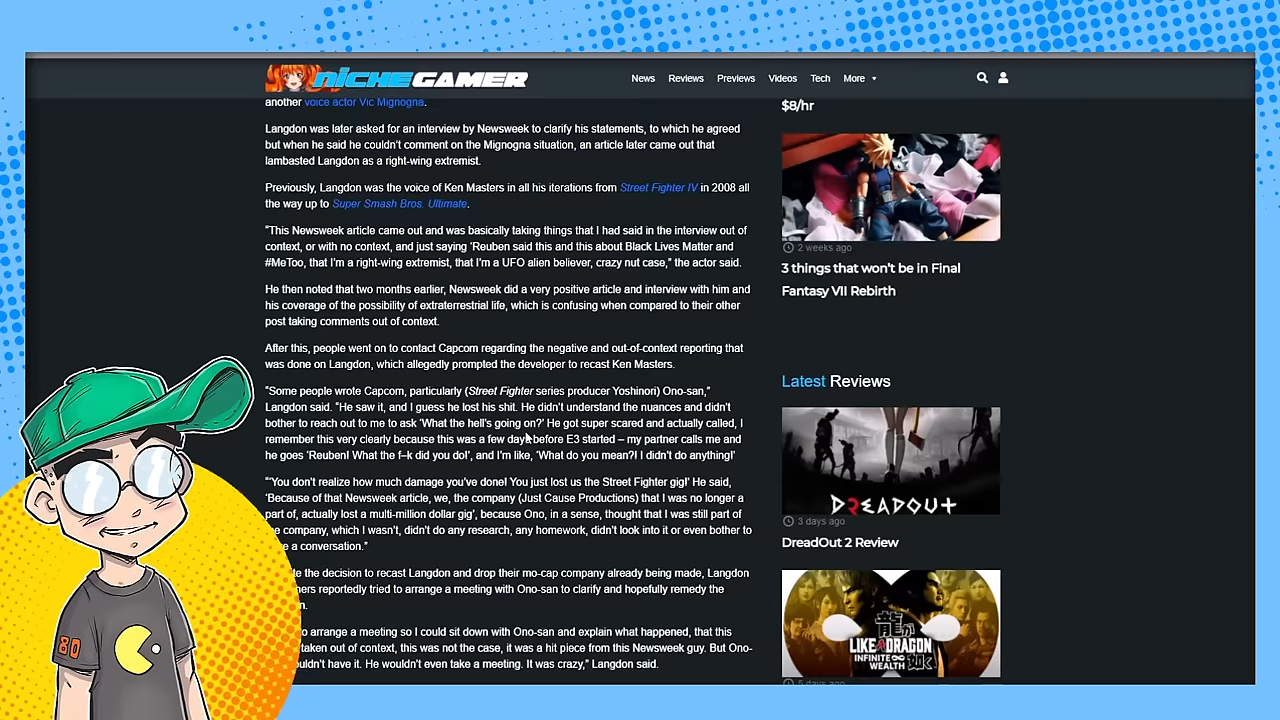 NICHEGAMER
News
Reviews
Previews
Videos
Tech
More
another voice actor Vic Mignogna.
Langdon was later asked for an interview by Newsweek to clarify his statements, to which he agreed
but when he said he couldn't comment on the Mignogna situation, an article later came out that
lambasted Langdon as a right-wing extremist.
Previously, Langdon was the voice of Ken Masters in all his iterations from Street Fighter IV in 2008 all
the way up to Super Smash Bros. Ultimate.
"This Newsweek article came out and was basically taking things that I had said in the interview out of
context, or with no context, and just saying 'Reuben said this and this about Black Lives Matter and
#MeToo, that I'm a right-wing extremist, that I'm a UFO alien believer, crazy nut case," the actor said.
He then noted that two months earlier, Newsweek did a very positive article and interview with him and
his coverage of the possibility of extraterrestrial life, which is confusing when compared to their other
post taking comments out of context.
After this, people went on to contact Capcom regarding the negative and out-of-context reporting that
was done on Langdon, which allegedly prompted the developer to recast Ken Masters.
"Some people wrote Capcom, particularly (Street Fighter series producer Yoshinori) Ono-san,"
Langdon said. "He saw it, and I guess he lost his shit. He didn't understand the nuances and didn't
bother to reach out to me to ask 'What the hell's going on?' He got super scared and actually called, I
remember this very clearly because this was a few days before E3 started – my partner calls me and
he goes 'Reuben! What the f–k did you do!', and I'm like, 'What do you mean?! I didn't do anything!'
"'You don't realize how much damage you've done! You just lost us the Street Fighter gig!' He said,
'Because of that Newsweek article, we, the company (Just Cause Productions) that I was no longer a
part of, actually lost a multi-million dollar gig', because Ono, in a sense, thought that I was still part of
company, which I wasn't, didn't do any research, any homework, didn't look into it or even bother to
a conversation."
the decision to recast Langdon and drop their mo-cap company already being made, Langdon
reportedly tried to arrange a meeting with Ono-san to clarify and hopefully remedy the
to arrange a meeting so I could sit down with Ono-san and explain what happened, that this
taken out of context, this was not the case, it was a hit piece from this Newsweek guy. But Ono-
have it. He wouldn't even take a meeting. It was crazy," Langdon said.
$8/hr
2 weeks ago
3 things that won't be in Final
Fantasy VII Rebirth
Latest Reviews
DREADOUT
3 days ago
DreadOut 2 Review
龍が如く
LIKE A DRAGON
INFINITE WEALTH
5 days ago
80